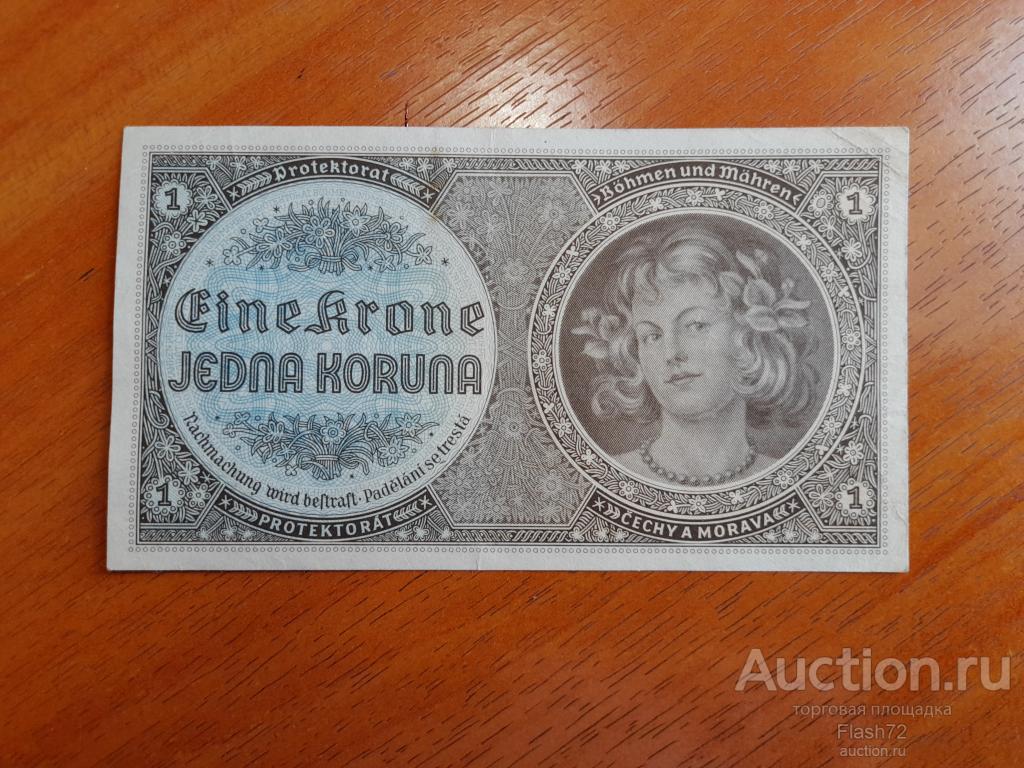 Protektorat
Böhmen und Mähren
1
1
Eine Krone
JEDNA KORUNA
Nachmachung wird bestraft · Padělání se trestá
1
1
PROTEKTORÁT
ČECHY A MORAVA
Auction.ru
торговая площадка
Flash72
auction.ru